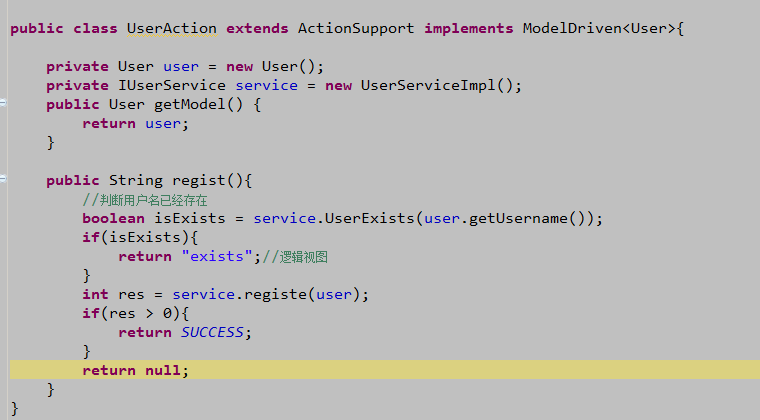 public class UserAction extends ActionSupport implements ModelDriven<User>{
private User user = new User();
private IUserService service = new UserServiceImpl();
public User getModel() {
return user;
}
public String regist(){
//判断用户名已经存在
boolean isExists = service.UserExists(user.getUsername());
if(isExists){
return "exists";//逻辑视图
}
int res = service.registe(user);
if(res > 0){
return SUCCESS;
}
return null;
}
}